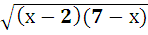 √(x − 2)(7 − x)